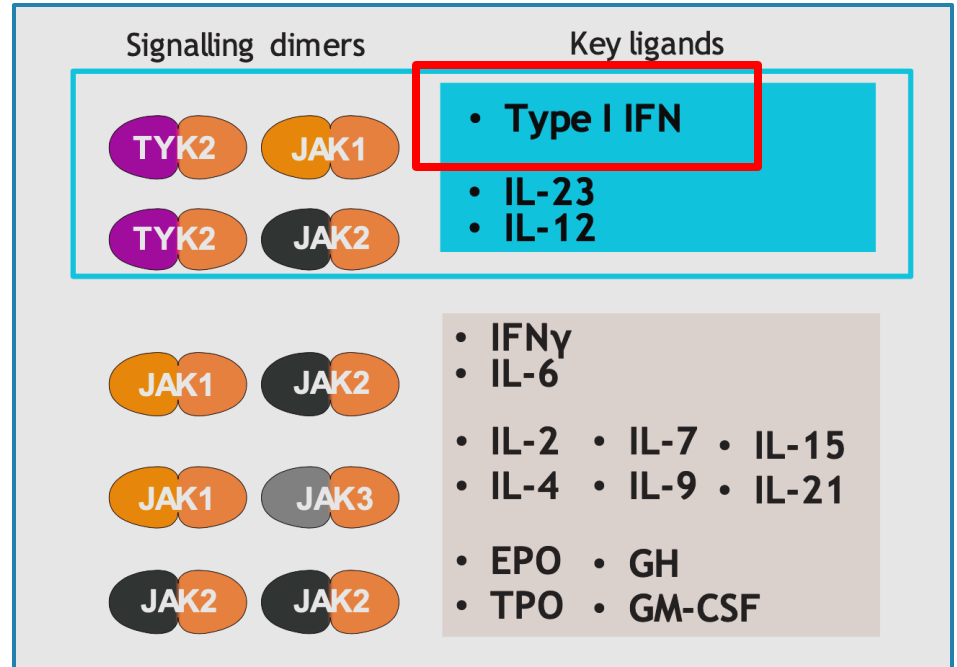 Signalling dimers Key ligands
TYK2 JAK1 • Type I IFN
• IL-23
TYK2 JAK2 • IL-12
• IFNγ
JAK1 JAK2 • IL-6
• IL-2 • IL-7 • IL-15
JAK1 JAK3 • IL-4 • IL-9 • IL-21
• EPO • GH
JAK2 JAK2 • TPO • GM-CSF